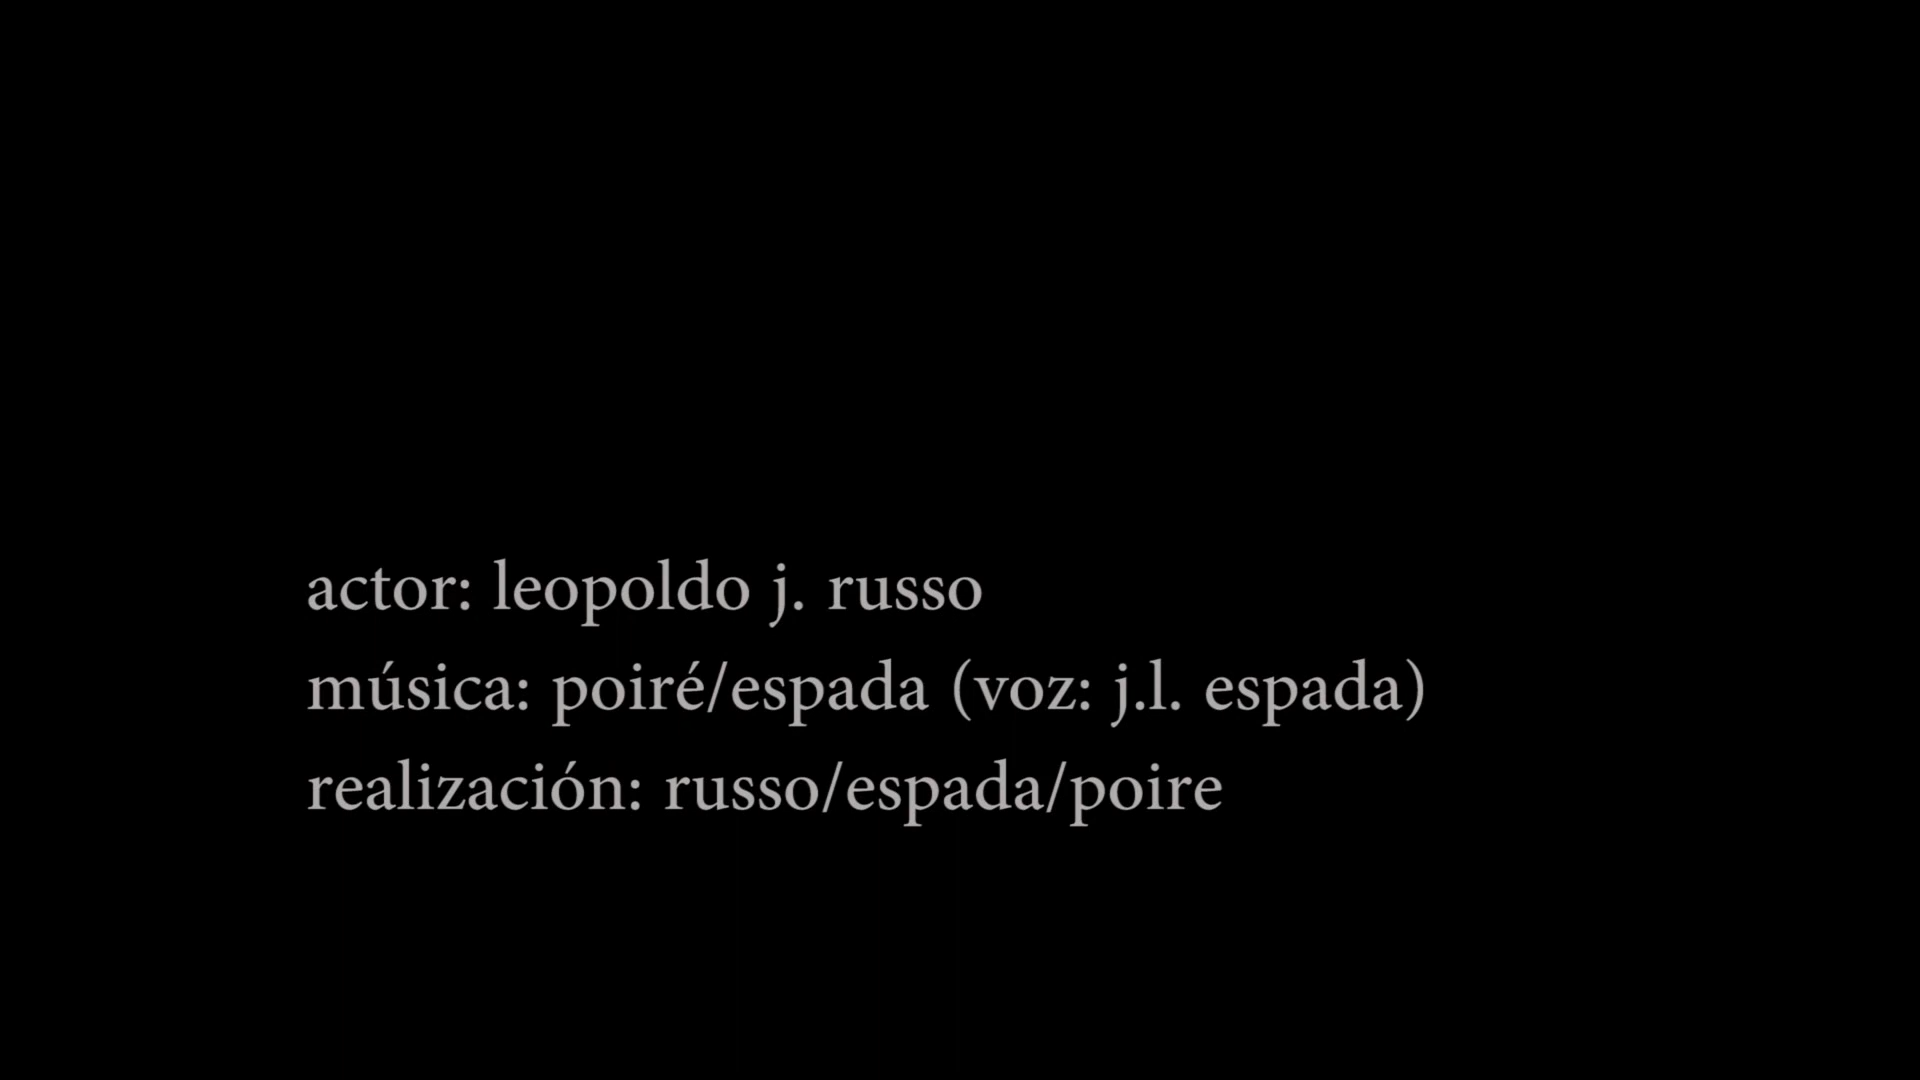 actor: leopoldo j. russo
música: poiré/espada (voz: j.l. espada)
realización: russo/espada/poire